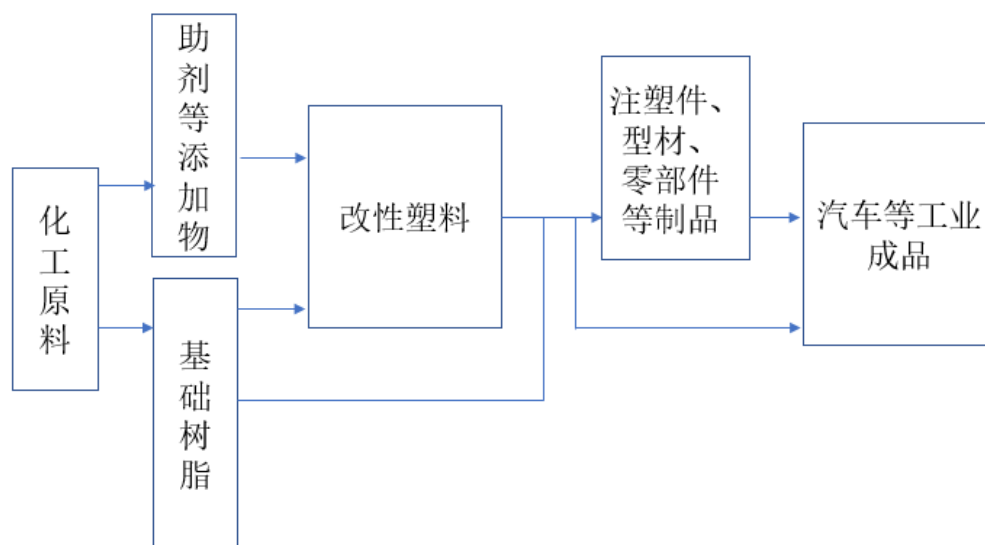 化工原料
助剂等添加物
基础树脂
改性塑料
注塑件、
型材、
零部件
等制品
汽车等工业
成品